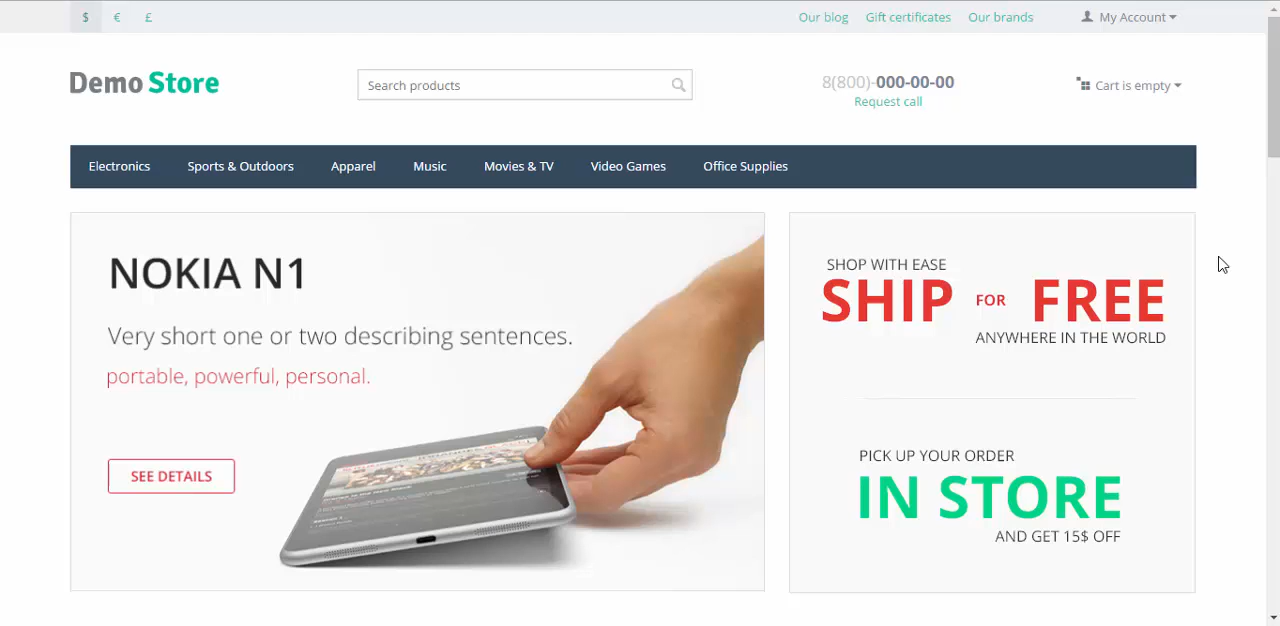 $ € £ Our blog Gift certificates Our brands My Account
Demo Store Search products 8(800)-000-00-00 Cart is empty
Request call
Electronics Sports & Outdoors Apparel Music Movies & TV Video Games Office Supplies
NOKIA N1
Very short one or two describing sentences.
portable, powerful, personal.
SEE DETAILS
SHOP WITH EASE
SHIP FOR FREE
ANYWHERE IN THE WORLD
PICK UP YOUR ORDER
IN STORE
AND GET 15$ OFF